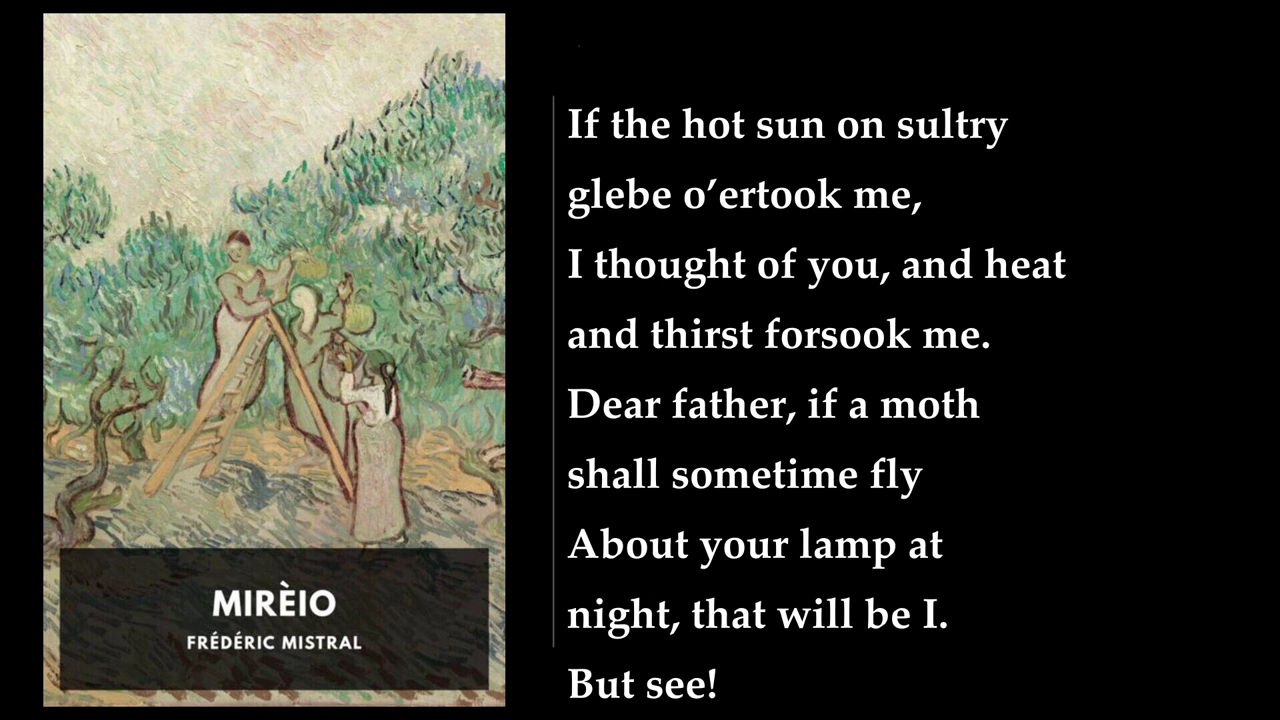 MIRÈIO
FRÉDÉRIC MISTRAL
If the hot sun on sultry
glebe o’ertook me,
I thought of you, and heat
and thirst forsook me.
Dear father, if a moth
shall sometime fly
About your lamp at
night, that will be I.
But see!